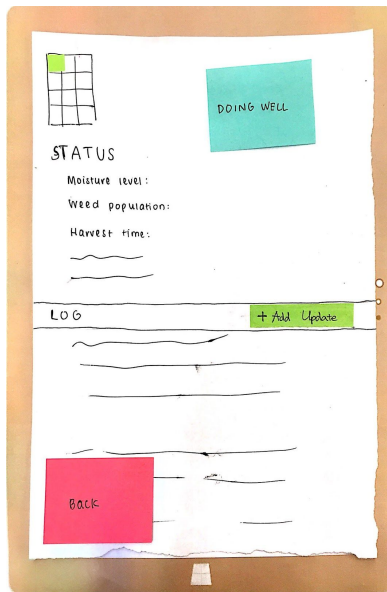 DOING WELL
STATUS
Moisture level:
Weed population:
Harvest time:
LOG
+ Add Update
BACK